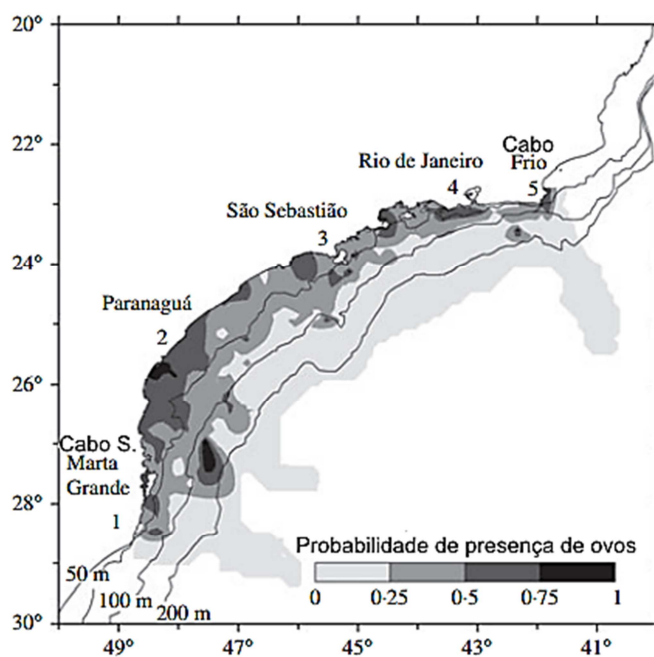 20°
22°
24°
26°
28°
30°
Cabo
Frio
5
Rio de Janeiro
4
São Sebastião
3
Paranaguá
2
Cabo S.
Marta
Grande
1
50 m
100 m
200 m
Probabilidade de presença de ovos
0 0·25 0·5 0·75 1
49° 47° 45° 43° 41°